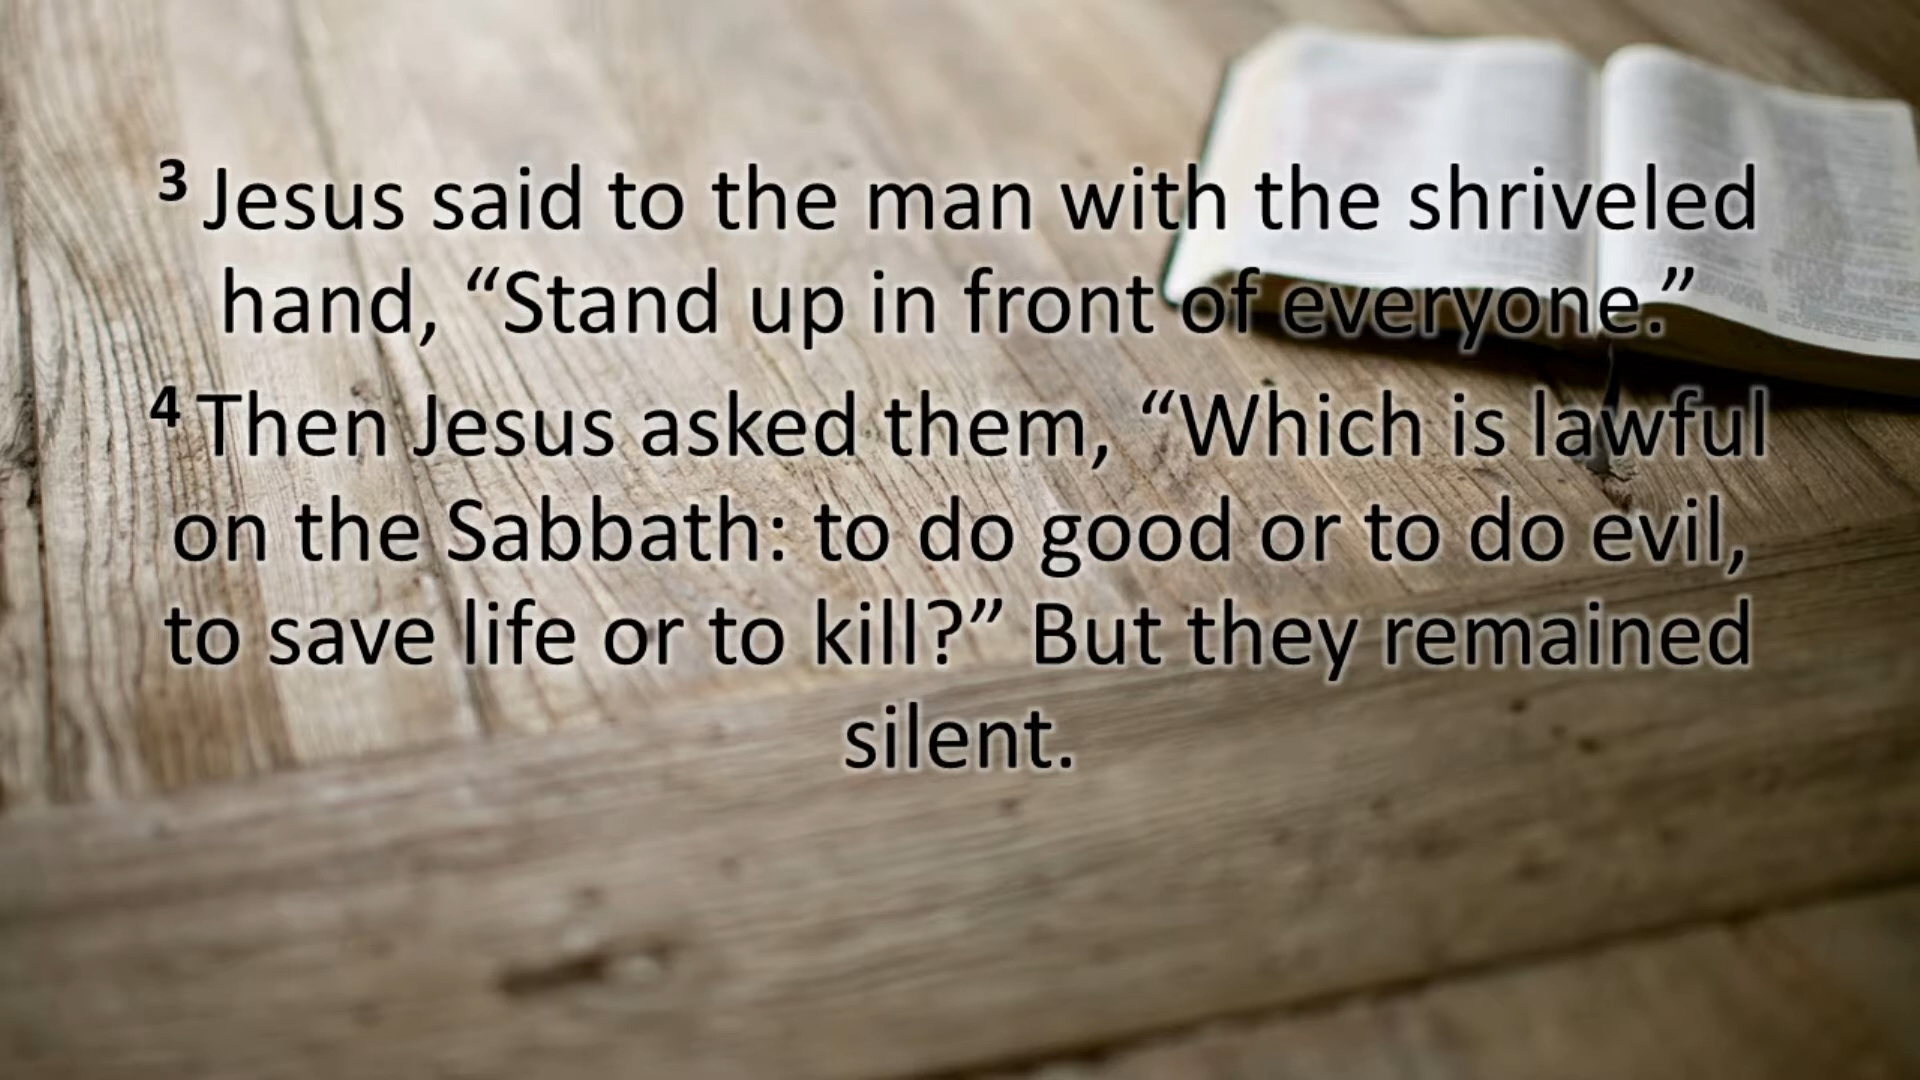 3 Jesus said to the man with the shriveled
hand, “Stand up in front of everyone.”
4 Then Jesus asked them, “Which is lawful
on the Sabbath: to do good or to do evil,
to save life or to kill?” But they remained
silent.